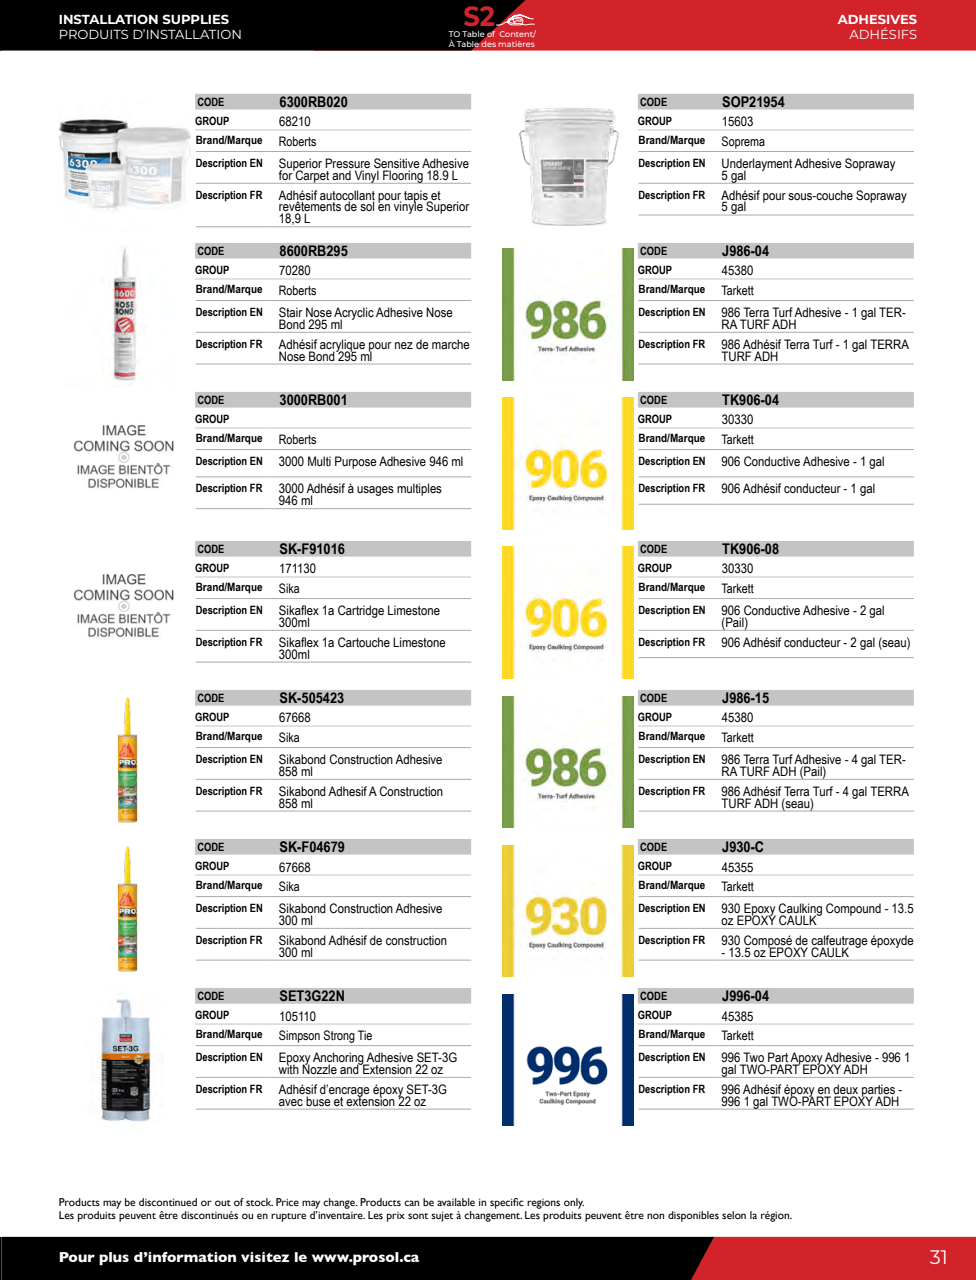 INSTALLATION SUPPLIES
PRODUITS D'INSTALLATION
S2
TO Table of Content/
À Table des matières
ADHESIVES
ADHÉSIFS
6300
6300
CODE 6300RB020
GROUP 68210
Brand/Marque Roberts
Description EN Superior Pressure Sensitive Adhesive
for Carpet and Vinyl Flooring 18.9 L
Description FR Adhésif autocollant pour tapis et
revêtements de sol en vinyle Superior
18,9 L
8600
NOSE
BOND
CODE 8600RB295
GROUP 70280
Brand/Marque Roberts
Description EN Stair Nose Acryclic Adhesive Nose
Bond 295 ml
Description FR Adhésif acrylique pour nez de marche
Nose Bond 295 ml
IMAGE
COMING SOON
IMAGE BIENTÔT
DISPONIBLE
CODE 3000RB001
GROUP
Brand/Marque Roberts
Description EN 3000 Multi Purpose Adhesive 946 ml
Description FR 3000 Adhésif à usages multiples
946 ml
IMAGE
COMING SOON
IMAGE BIENTÔT
DISPONIBLE
CODE SK-F91016
GROUP 171130
Brand/Marque Sika
Description EN Sikaflex 1a Cartridge Limestone
300ml
Description FR Sikaflex 1a Cartouche Limestone
300ml
PRO
CODE SK-505423
GROUP 67668
Brand/Marque Sika
Description EN Sikabond Construction Adhesive
858 ml
Description FR Sikabond Adhesif A Construction
858 ml
PRO
CODE SK-F04679
GROUP 67668
Brand/Marque Sika
Description EN Sikabond Construction Adhesive
300 ml
Description FR Sikabond Adhésif de construction
300 ml
SET-3G
CODE SET3G22N
GROUP 105110
Brand/Marque Simpson Strong Tie
Description EN Epoxy Anchoring Adhesive SET-3G
with Nozzle and Extension 22 oz
Description FR Adhésif d'encrage époxy SET-3G
avec buse et extension 22 oz
CODE SOP21954
GROUP 15603
Brand/Marque Soprema
Description EN Underlayment Adhesive Sopraway
5 gal
Description FR Adhésif pour sous-couche Sopraway
5 gal
986
Terra-Turf Adhesive
CODE J986-04
GROUP 45380
Brand/Marque Tarkett
Description EN 986 Terra Turf Adhesive - 1 gal TER-
RA TURF ADH
Description FR 986 Adhésif Terra Turf - 1 gal TERRA
TURF ADH
906
Epoxy Caulking Compound
CODE TK906-04
GROUP 30330
Brand/Marque Tarkett
Description EN 906 Conductive Adhesive - 1 gal
Description FR 906 Adhésif conducteur - 1 gal
906
Epoxy Caulking Compound
CODE TK906-08
GROUP 30330
Brand/Marque Tarkett
Description EN 906 Conductive Adhesive - 2 gal
(Pail)
Description FR 906 Adhésif conducteur - 2 gal (seau)
986
Terra-Turf Adhesive
CODE J986-15
GROUP 45380
Brand/Marque Tarkett
Description EN 986 Terra Turf Adhesive - 4 gal TER-
RA TURF ADH (Pail)
Description FR 986 Adhésif Terra Turf - 4 gal TERRA
TURF ADH (seau)
930
Epoxy Caulking Compound
CODE J930-C
GROUP 45355
Brand/Marque Tarkett
Description EN 930 Epoxy Caulking Compound - 13.5
oz EPOXY CAULK
Description FR 930 Composé de calfeutrage époxyde
- 13.5 oz EPOXY CAULK
996
Two-Part Epoxy
Caulking Compound
CODE J996-04
GROUP 45385
Brand/Marque Tarkett
Description EN 996 Two Part Apoxy Adhesive - 996 1
gal TWO-PART EPOXY ADH
Description FR 996 Adhésif époxy en deux parties -
996 1 gal TWO-PART EPOXY ADH
Products may be discontinued or out of stock. Price may change. Products can be available in specific regions only.
Les produits peuvent être discontinués ou en rupture d'inventaire. Les prix sont sujet à changement. Les produits peuvent être non disponibles selon la région.
Pour plus d'information visitez le www.prosol.ca
31